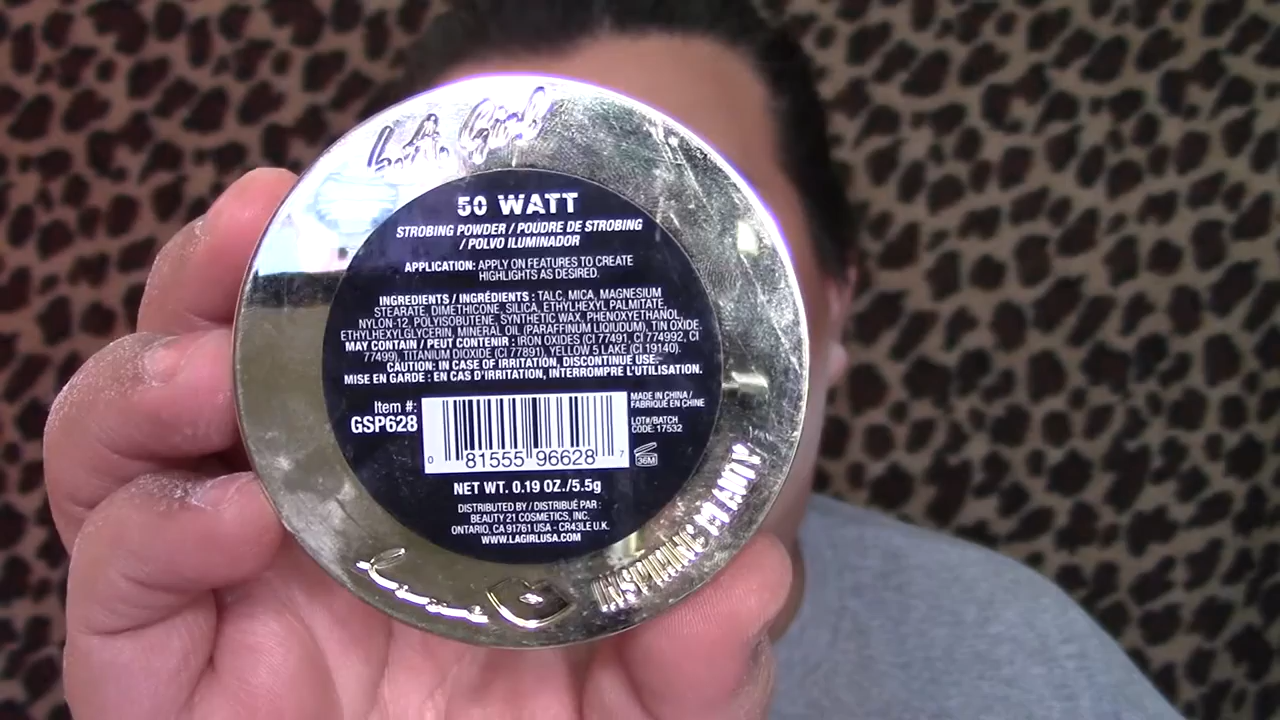 L.A. Girl
50 WATT
STROBING POWDER / POUDRE DE STROBING
/ POLVO ILUMINADOR
APPLICATION: APPLY ON FEATURES TO CREATE
HIGHLIGHTS AS DESIRED.
INGREDIENTS / INGRÉDIENTS : TALC, MICA, MAGNESIUM
STEARATE, DIMETHICONE, SILICA, ETHYLHEXYL PALMITATE,
NYLON-12, POLYISOBUTENE, SYNTHETIC WAX, PHENOXYETHANOL,
ETHYLHEXYLGLYCERIN, MINERAL OIL (PARAFFINUM LIQIUDUM), TIN OXIDE.
MAY CONTAIN / PEUT CONTENIR : IRON OXIDES (CI 77491, CI 774992, CI
77499), TITANIUM DIOXIDE (CI 77891), YELLOW 5 LAKE (CI 19140).
CAUTION: IN CASE OF IRRITATION, DISCONTINUE USE.
MISE EN GARDE : EN CAS D'IRRITATION, INTERROMPRE L'UTILISATION.
Item #:
GSP628
0 81555 96628 7
MADE IN CHINA /
FABRIQUÉ EN CHINE
LOT#/BATCH
CODE: 17532
36M
NET WT. 0.19 OZ./5.5g
DISTRIBUTED BY / DISTRIBUÉ PAR :
BEAUTY 21 COSMETICS, INC.
ONTARIO, CA 91761 USA - CR43LE U.K.
WWW.LAGIRLUSA.COM
INSPIRING BEAUTY